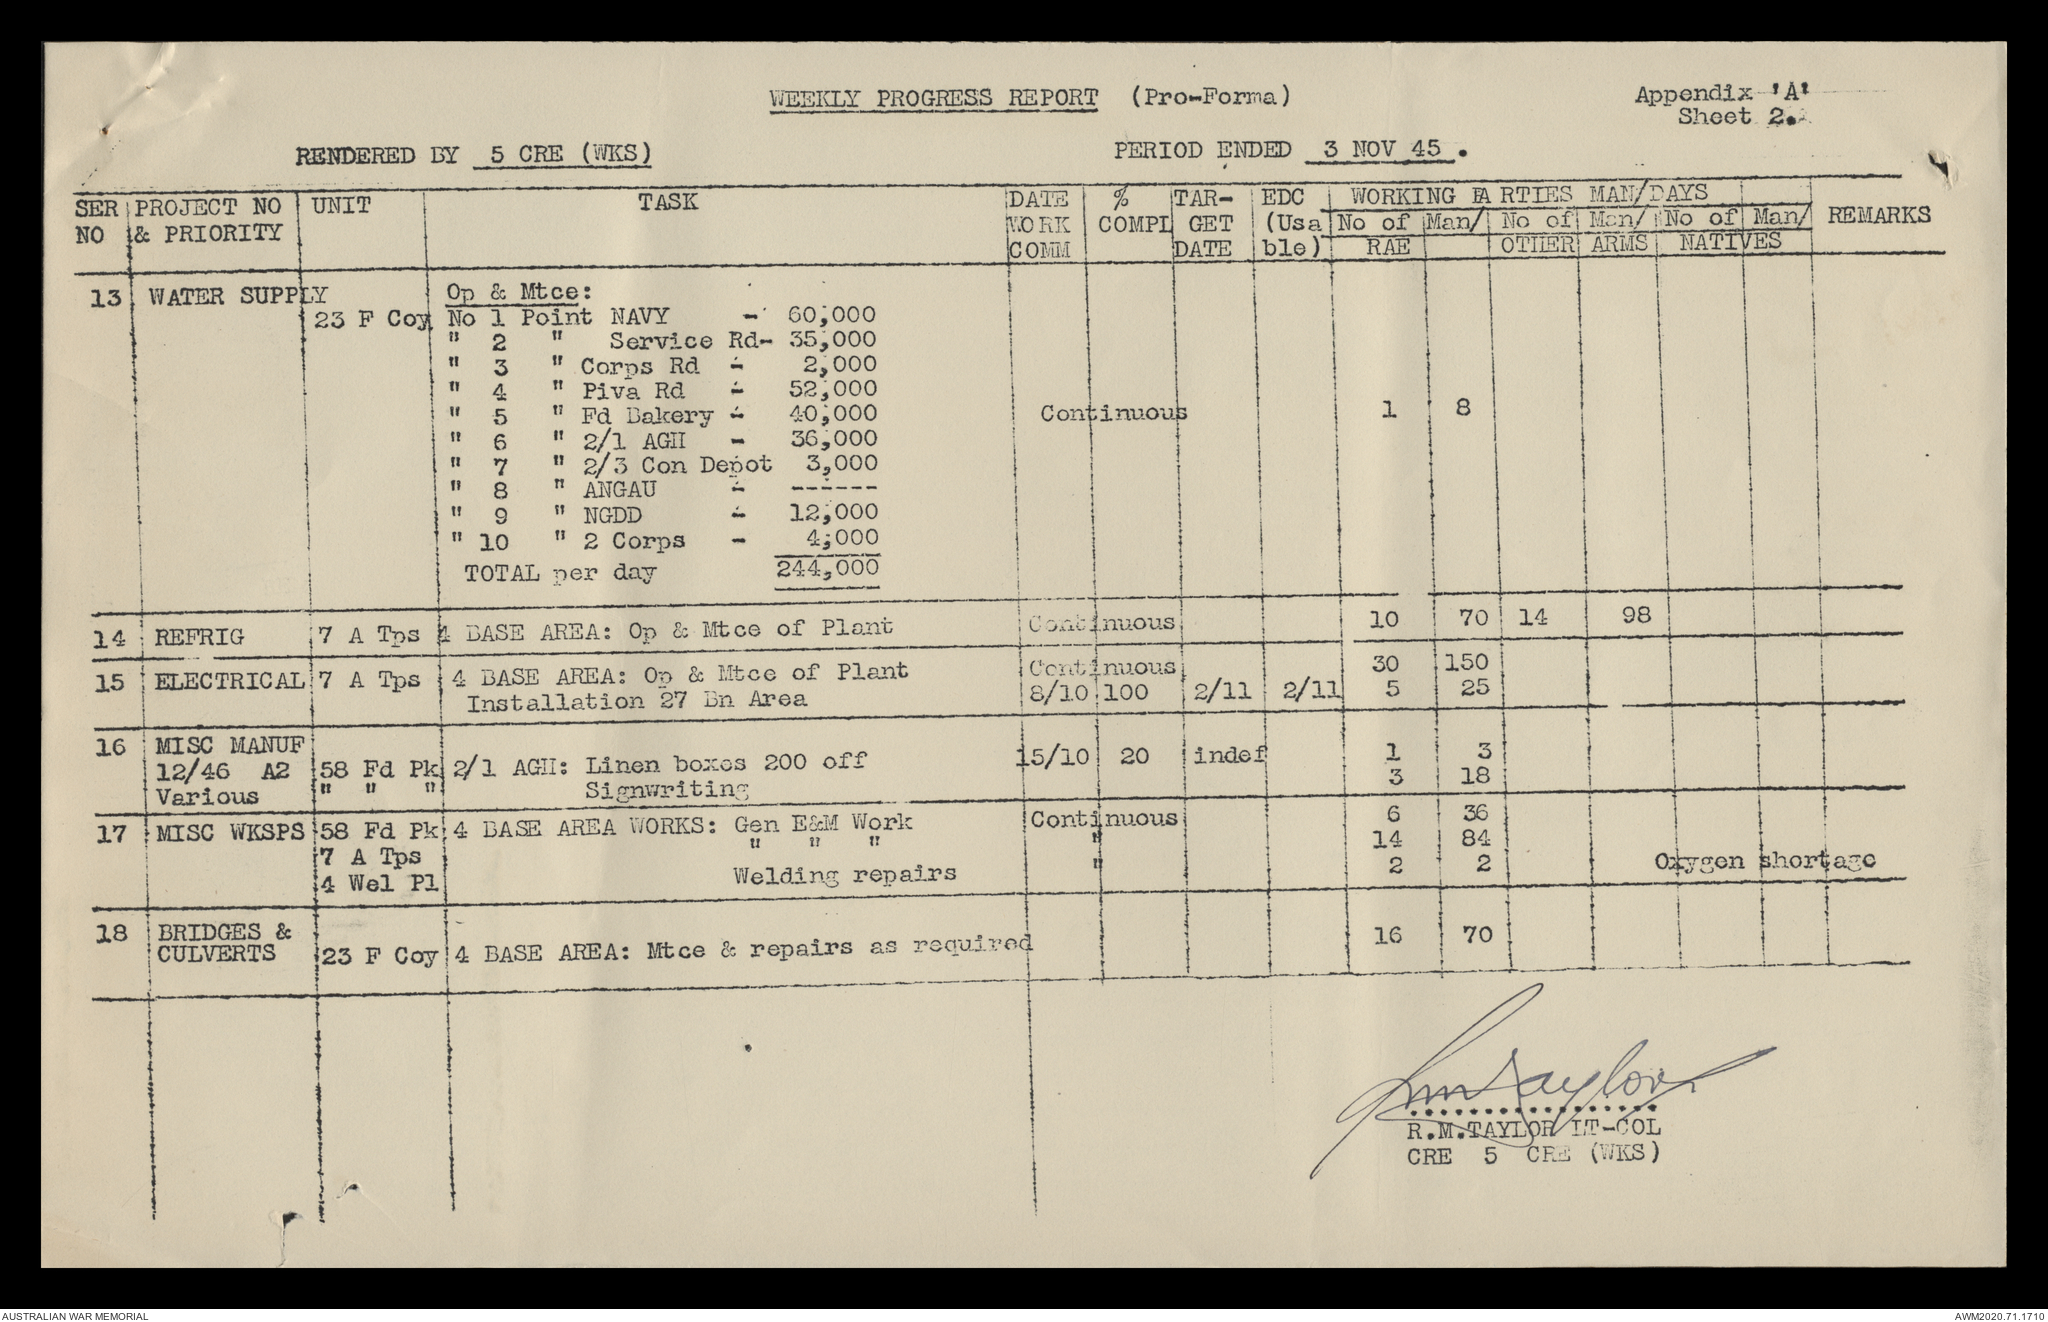 WEEKLY PROGRESS REPORT (Pro-Forma)
Appendix 'A'
Sheet 2.
RENDERED BY 5 CRE (WKS)
PERIOD ENDED 3 NOV 45.
SER NO PROJECT NO & PRIORITY UNIT TASK DATE WORK COMM % COMPL TAR-GET DATE EDC (Usable) WORKING PARTIES MAN/DAYS REMARKS
No of RAE Man/ No of OTHER Man/ ARMS No of Man/ NATIVES
13 WATER SUPPLY Op & Mtce:
23 F Coy No 1 Point NAVY - 60,000
" 2 " Service Rd- 35,000
" 3 " Corps Rd - 2,000
" 4 " Piva Rd - 52,000
" 5 " Fd Bakery - 40,000 Continuous 1 8
" 6 " 2/1 AGH - 36,000
" 7 " 2/3 Con Depot 3,000
" 8 " ANGAU - ------
" 9 " NGDD - 12,000
" 10 " 2 Corps - 4,000
TOTAL per day 244,000
14 REFRIG 7 A Tps 4 BASE AREA: Op & Mtce of Plant Continuous 10 70 14 98
15 ELECTRICAL 7 A Tps 4 BASE AREA: Op & Mtce of Plant Continuous 30 150
Installation 27 Bn Area 8/10 100 2/11 2/11 5 25
16 MISC MANUF
12/46 A2 58 Fd Pk 2/1 AGH: Linen boxes 200 off 15/10 20 indef 1 3
Various " " " Signwriting 3 18
17 MISC WKSPS 58 Fd Pk 4 BASE AREA WORKS: Gen E&M Work Continuous 6 36
7 A Tps " " " " 14 84
4 Wel Pl Welding repairs " 2 2 Oxygen shortage
18 BRIDGES &
CULVERTS 23 F Coy 4 BASE AREA: Mtce & repairs as required 16 70
R.M.TAYLOR LT-COL
CRE 5 CRE (WKS)
AUSTRALIAN WAR MEMORIAL
AWM2020.71.1710